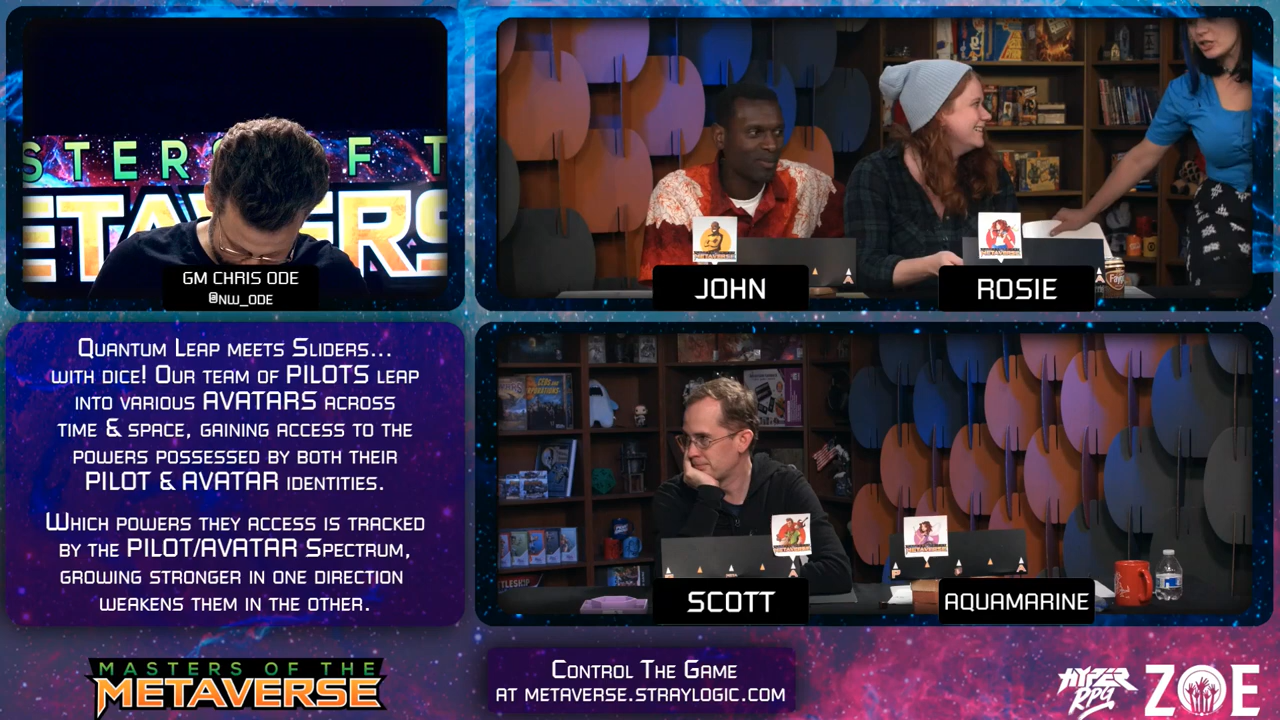 STERS OF T
METAVERS
GM CHRIS ODE
@NW_ODE
JOHN
ROSIE
QUANTUM LEAP MEETS SLIDERS...
WITH DICE! OUR TEAM OF PILOTS LEAP
INTO VARIOUS AVATARS ACROSS
TIME & SPACE, GAINING ACCESS TO THE
POWERS POSSESSED BY BOTH THEIR
PILOT & AVATAR IDENTITIES.
WHICH POWERS THEY ACCESS IS TRACKED
BY THE PILOT/AVATAR SPECTRUM,
GROWING STRONGER IN ONE DIRECTION
WEAKENS THEM IN THE OTHER.
SCOTT
AQUAMARINE
MASTERS OF THE
METAVERSE
CONTROL THE GAME
AT METAVERSE.STRAYLOGIC.COM
HYPER
RPG
ZOE